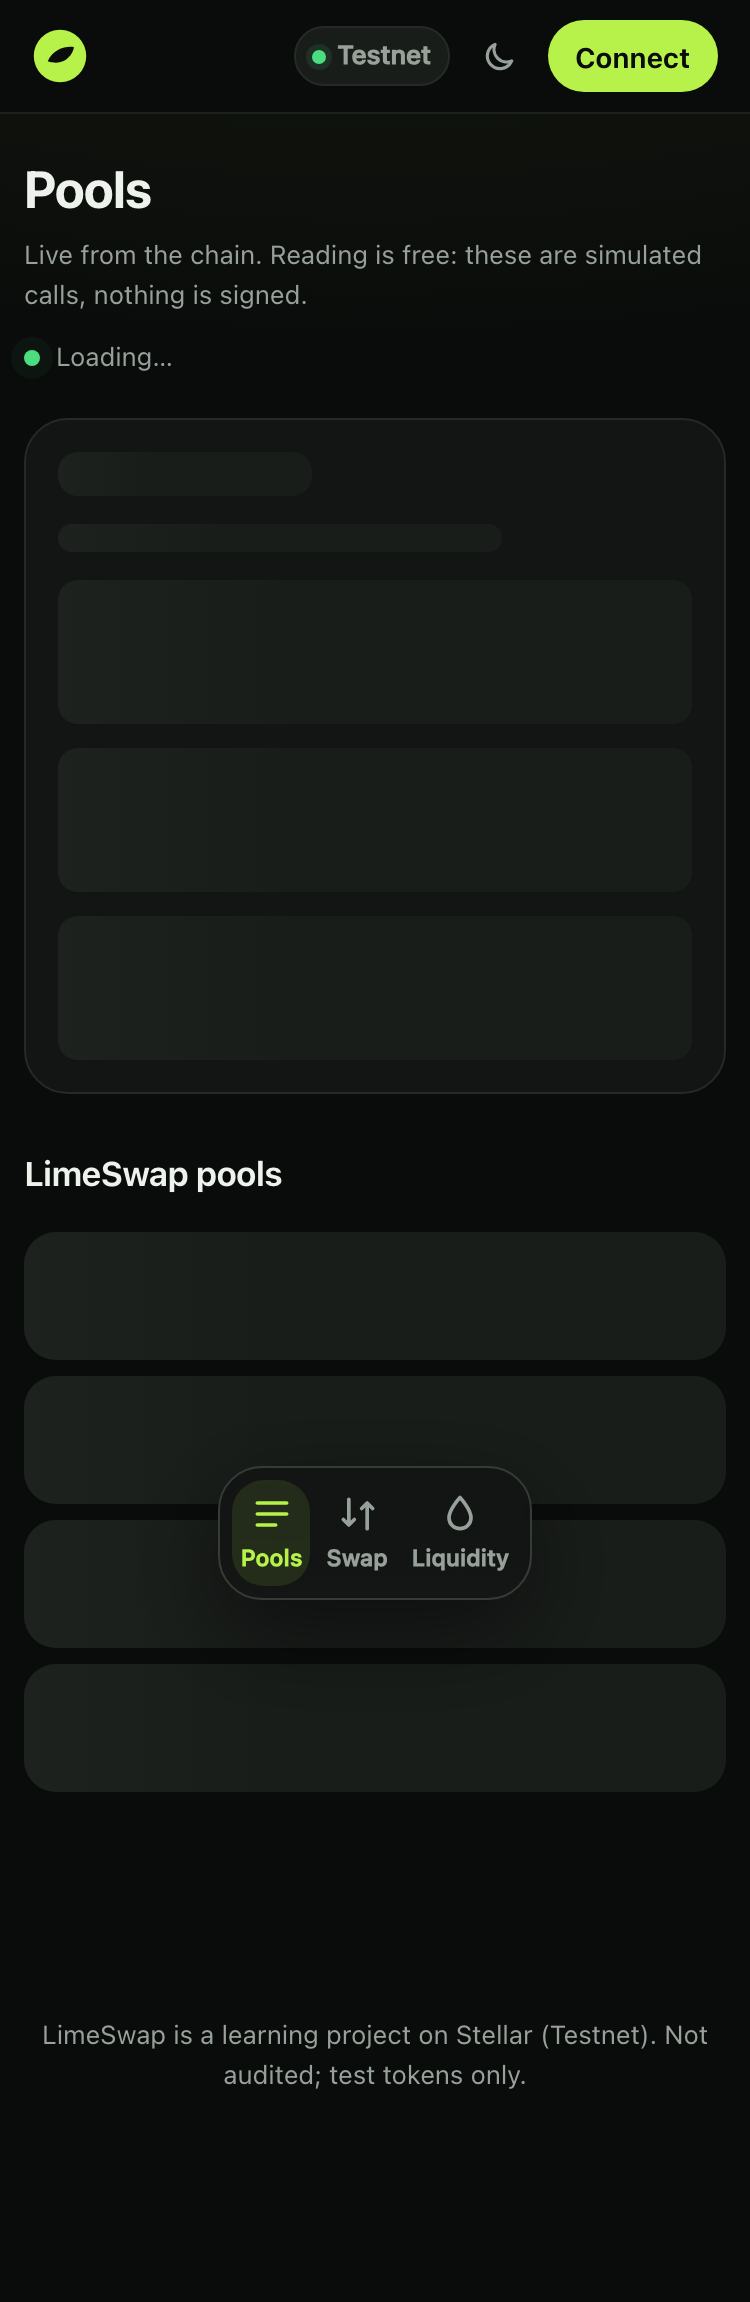 Testnet
Connect
Pools
Live from the chain. Reading is free: these are simulated
calls, nothing is signed.
Loading...
LimeSwap pools
Pools
Swap
Liquidity
LimeSwap is a learning project on Stellar (Testnet). Not
audited; test tokens only.